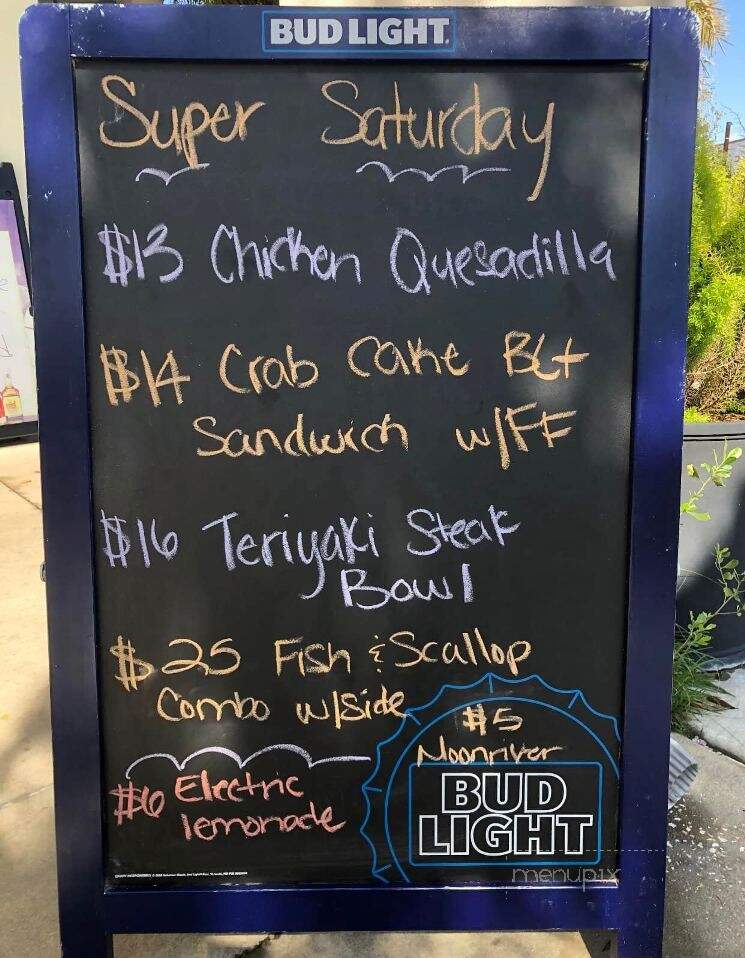 BUD LIGHT
Super Saturday
$13 Chicken Quesadilla
$14 Crab Cake BLt
Sandwich w/FF
$16 Teriyaki Steak
Bowl
$25 Fish & Scallop
Combo w/side
$5
Moonriver
$6 Electric
lemonade
BUD
LIGHT
menupix